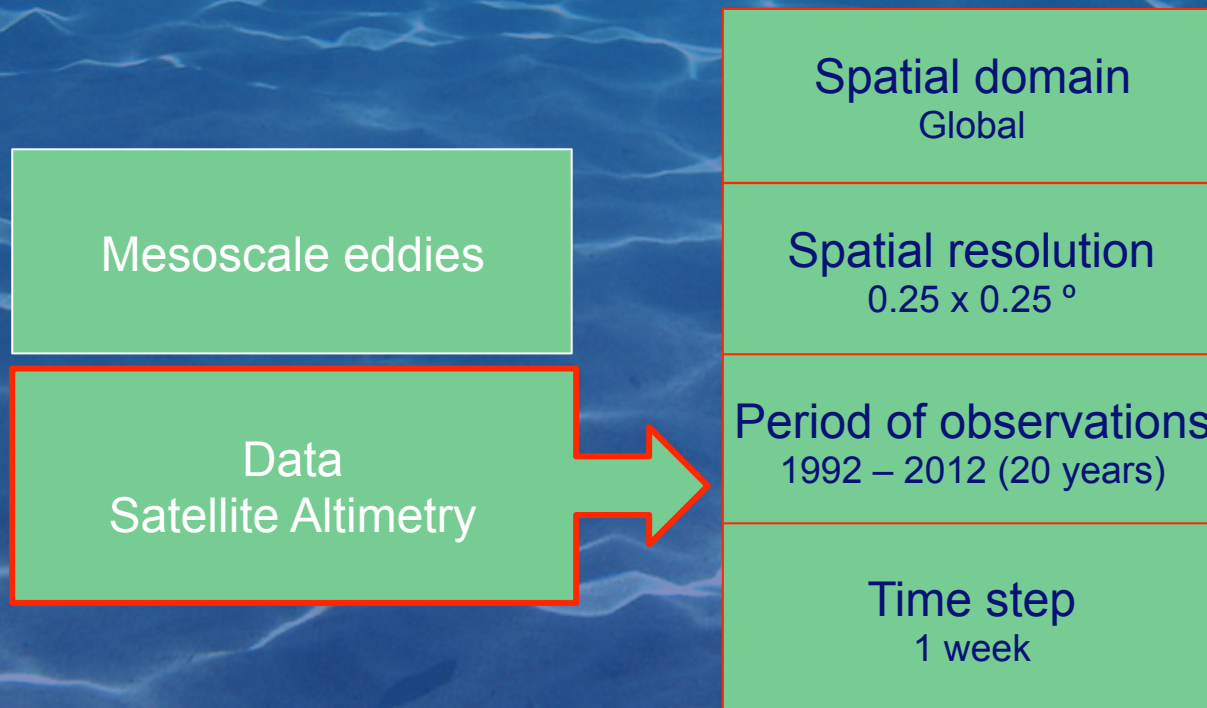 Mesoscale eddies
Data
Satellite Altimetry
Spatial domain
Global
Spatial resolution
0.25 x 0.25 º
Period of observations
1992 – 2012 (20 years)
Time step
1 week